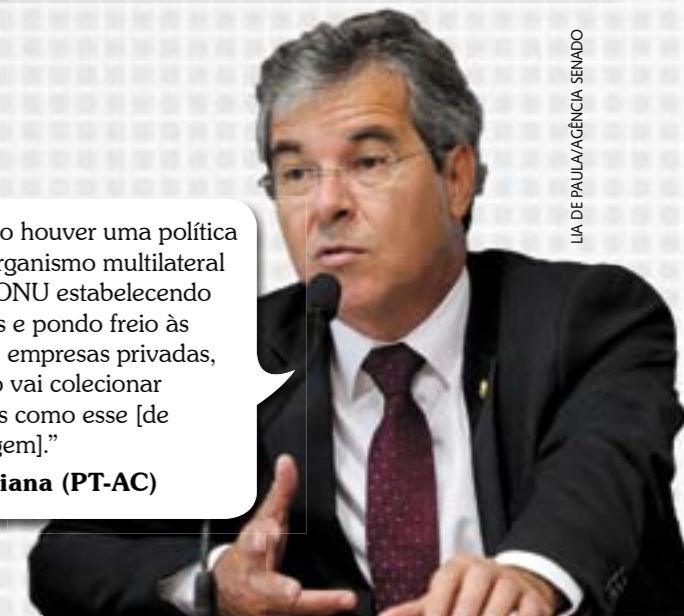 o houver uma política
rganismo multilateral
ONU estabelecendo
s e pondo freio às
empresas privadas,
o vai colecionar
s como esse [de
gem].”
iana (PT-AC)
LIA DE PAULA/AGÊNCIA SENADO